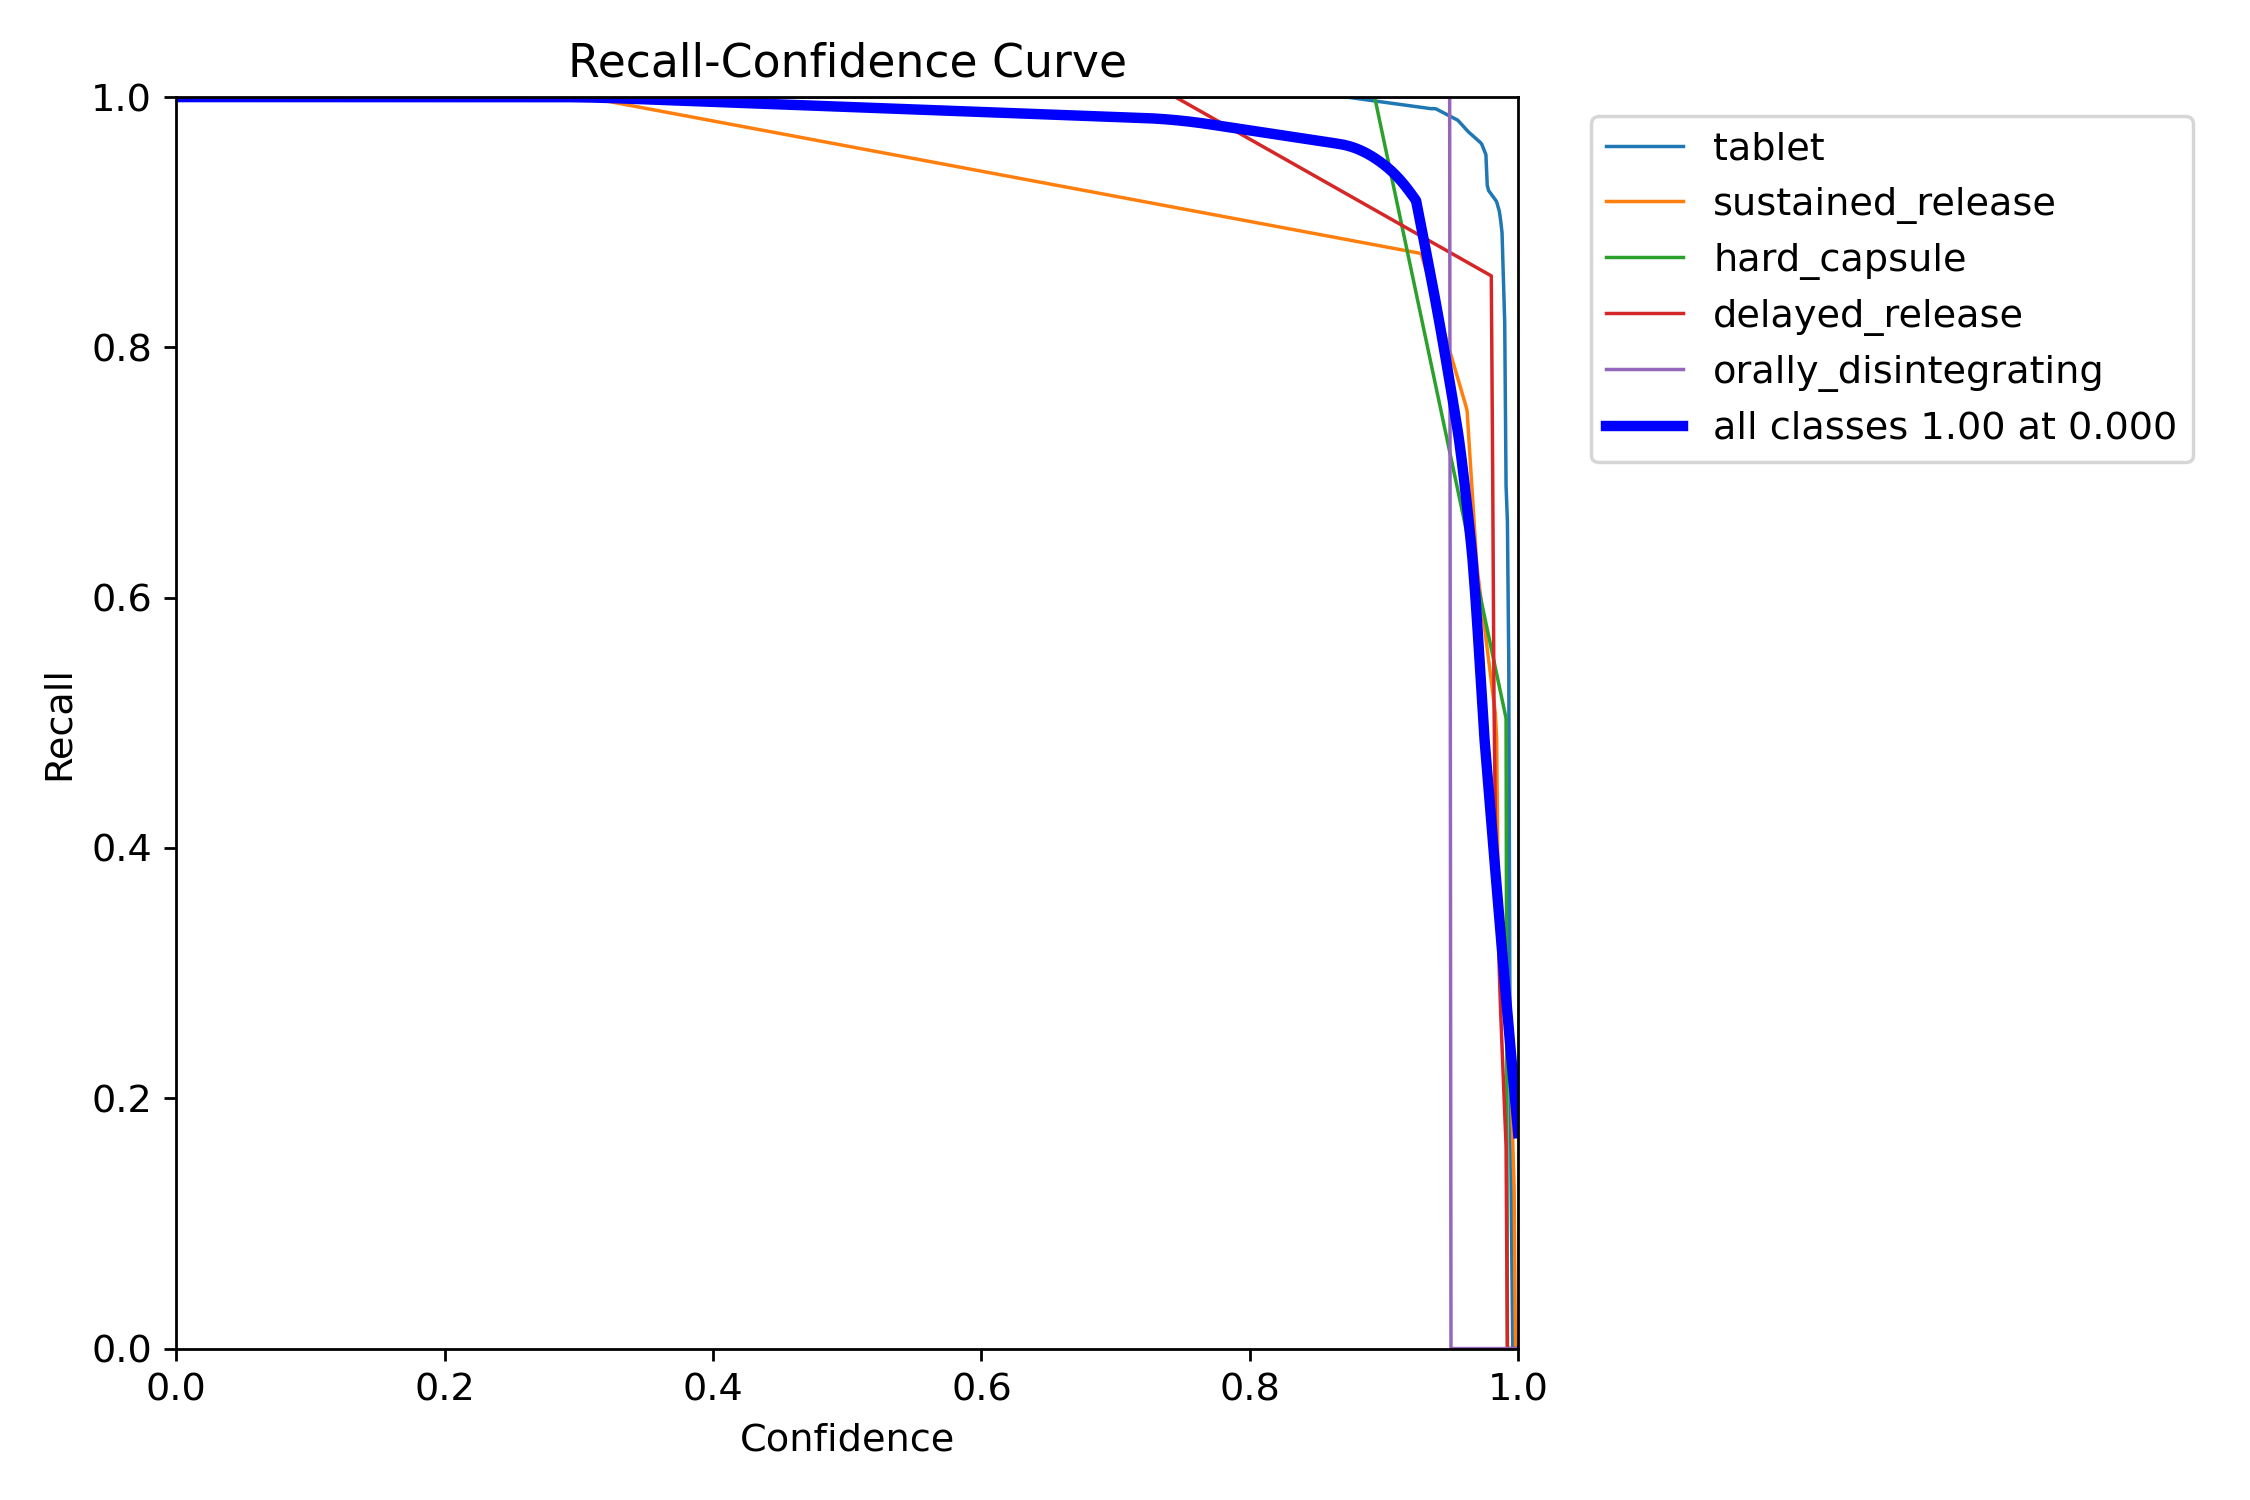 Recall-Confidence Curve
1.0
0.8
0.6
0.4
0.2
0.0
Recall
0.0 0.2 0.4 0.6 0.8 1.0
Confidence
tablet
sustained_release
hard_capsule
delayed_release
orally_disintegrating
all classes 1.00 at 0.000